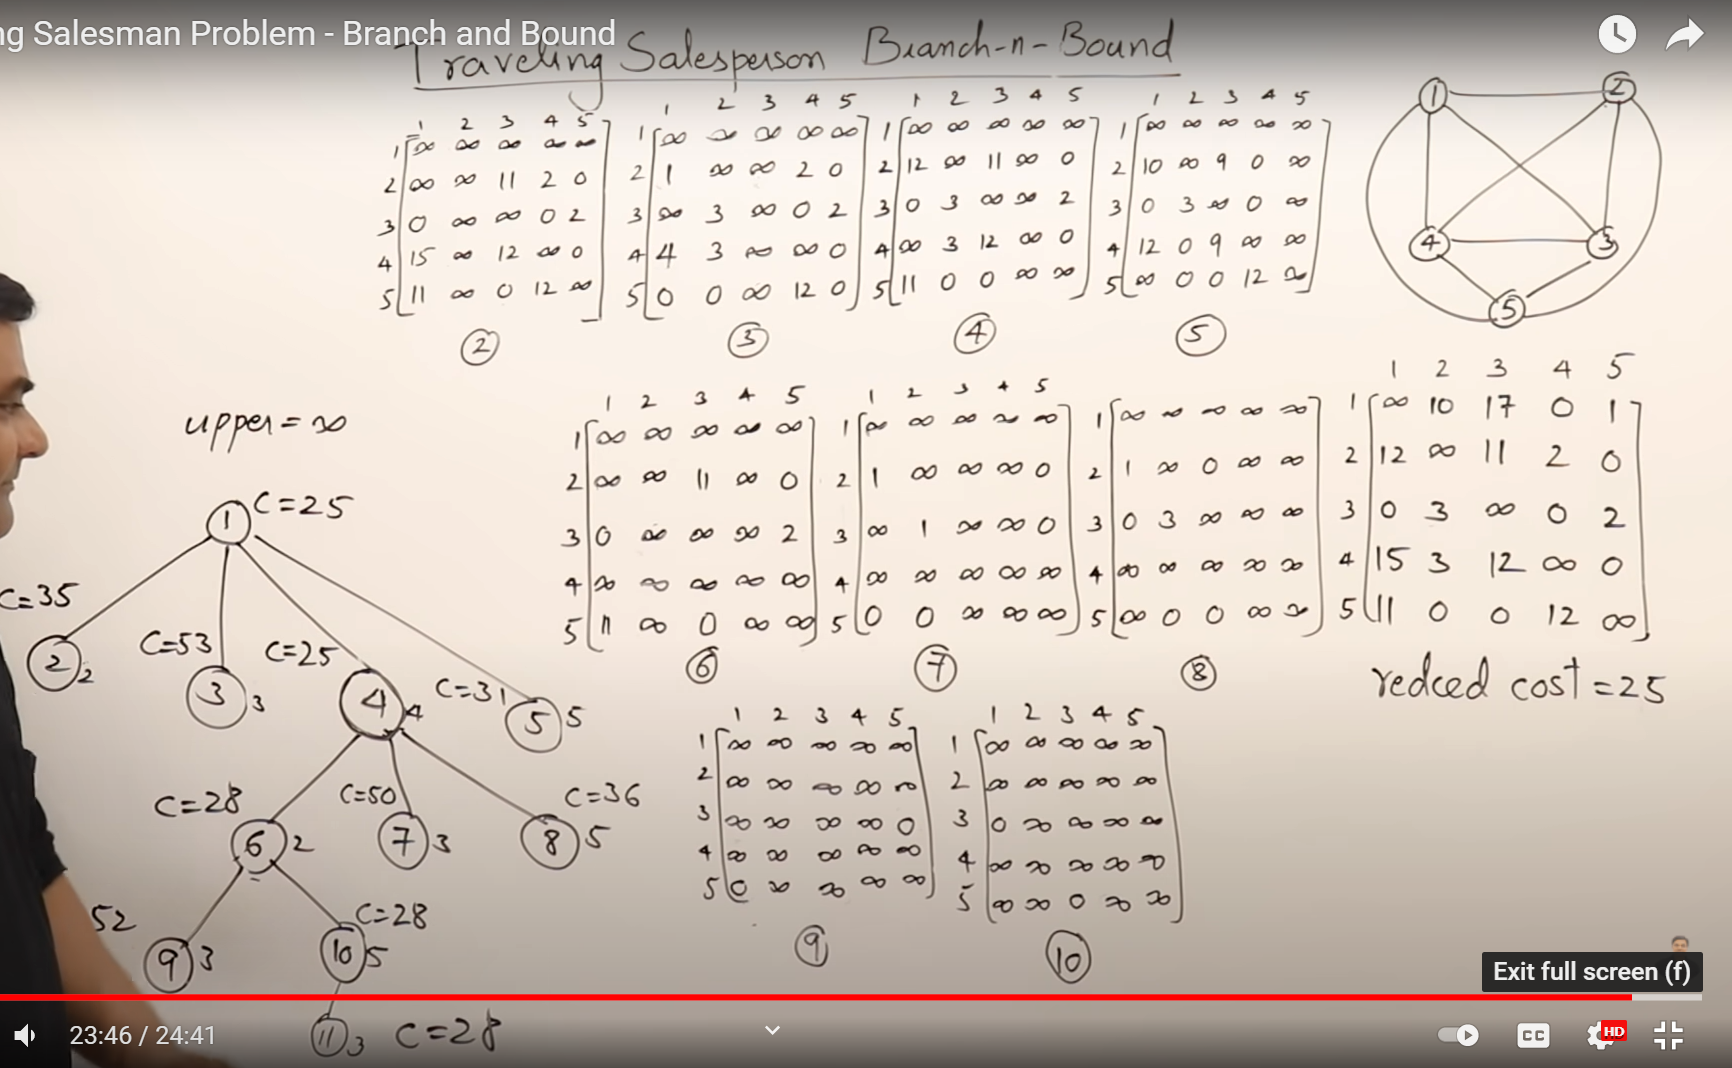 ng Salesman Problem - Branch and Bound
Traveling Salesperson Branch-n-Bound
1 2 3 4 5
1 ∞ ∞ ∞ ∞ ∞
2 ∞ ∞ 11 2 0
3 0 ∞ ∞ 0 2
4 15 ∞ 12 ∞ 0
5 11 ∞ 0 12 ∞
2
1 2 3 4 5
1 ∞ ∞ ∞ ∞ ∞
2 1 ∞ ∞ 2 0
3 ∞ 3 ∞ 0 2
4 4 3 ∞ ∞ 0
5 0 0 ∞ 12 0
3
1 2 3 4 5
1 ∞ ∞ ∞ ∞ ∞
2 12 ∞ 11 ∞ 0
3 0 3 ∞ ∞ 2
4 ∞ 3 12 ∞ 0
5 11 0 0 ∞ ∞
4
1 2 3 4 5
1 ∞ ∞ ∞ ∞ ∞
2 10 ∞ 9 0 ∞
3 0 3 ∞ 0 ∞
4 12 0 9 ∞ ∞
5 ∞ 0 0 12 ∞
5
1 2
4 3
5
upper = ∞
1 C=25
C=35 C=53 C=25 C=31
2 2 3 3 4 4 5 5
C=28 C=50 C=36
6 2 7 3 8 5
52 C=28
9 3 10 5
11 3 C=28
1 2 3 4 5
1 ∞ ∞ ∞ ∞ ∞
2 ∞ ∞ 11 ∞ 0
3 0 ∞ ∞ ∞ 2
4 ∞ ∞ ∞ ∞ ∞
5 11 ∞ 0 ∞ ∞
6
1 2 3 4 5
1 ∞ ∞ ∞ ∞ ∞
2 1 ∞ ∞ ∞ 0
3 ∞ 1 ∞ ∞ 0
4 ∞ ∞ ∞ ∞ ∞
5 0 0 ∞ ∞ ∞
7
1 ∞ ∞ ∞ ∞ ∞
2 1 ∞ 0 ∞ ∞
3 0 3 ∞ ∞ ∞
4 ∞ ∞ ∞ ∞ ∞
5 ∞ 0 0 ∞ ∞
8
1 2 3 4 5
1 ∞ 10 17 0 1
2 12 ∞ 11 2 0
3 0 3 ∞ 0 2
4 15 3 12 ∞ 0
5 11 0 0 12 ∞
redced cost = 25
1 2 3 4 5
1 ∞ ∞ ∞ ∞ ∞
2 ∞ ∞ ∞ ∞ ∞
3 ∞ ∞ ∞ ∞ 0
4 ∞ ∞ ∞ ∞ ∞
5 0 ∞ ∞ ∞ ∞
9
1 2 3 4 5
1 ∞ ∞ ∞ ∞ ∞
2 ∞ ∞ ∞ ∞ ∞
3 0 ∞ ∞ ∞ ∞
4 ∞ ∞ ∞ ∞ ∞
5 ∞ ∞ 0 ∞ ∞
10
Exit full screen (f)
23:46 / 24:41
CC
HD